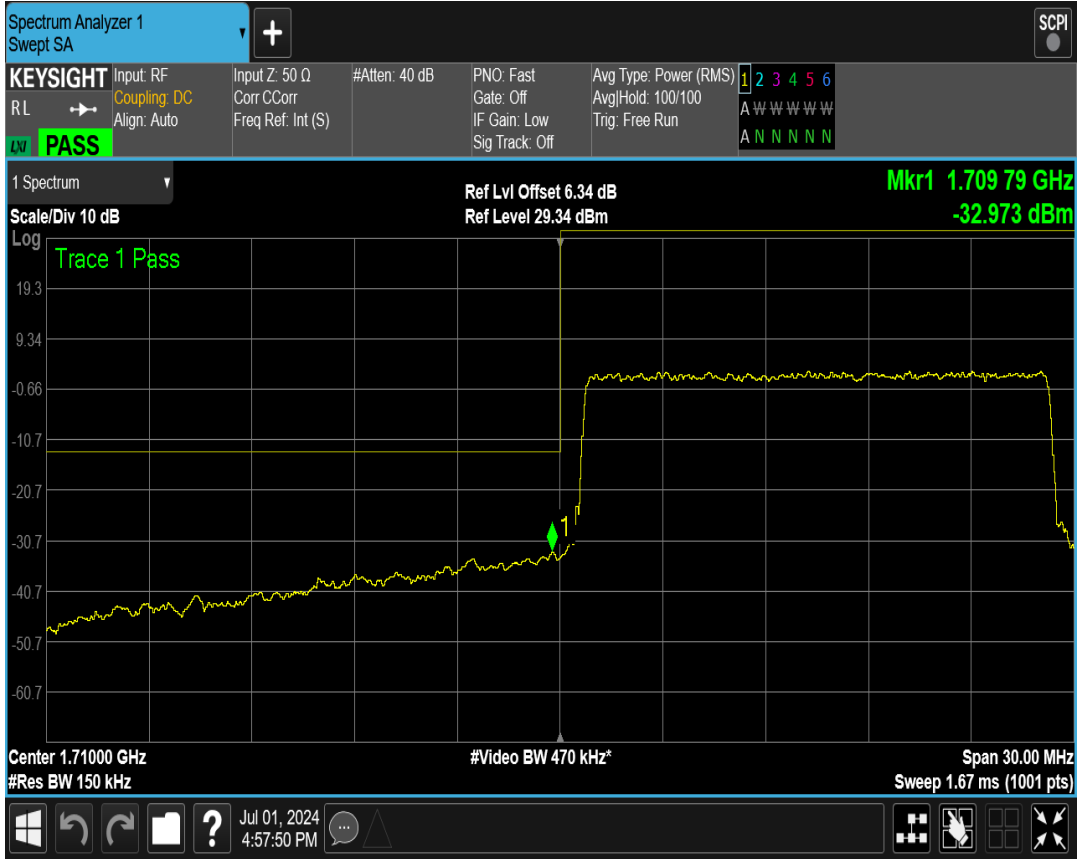 Spectrum Analyzer 1
Swept SA
SCPI
KEYSIGHT
RL
LXI PASS
Input: RF
Coupling: DC
Align: Auto
Input Z: 50 Ω
Corr CCorr
Freq Ref: Int (S)
#Atten: 40 dB
PNO: Fast
Gate: Off
IF Gain: Low
Sig Track: Off
Avg Type: Power (RMS)
Avg|Hold: 100/100
Trig: Free Run
1 2 3 4 5 6
A W W W W W
A N N N N N
1 Spectrum
Scale/Div 10 dB
Ref Lvl Offset 6.34 dB
Ref Level 29.34 dBm
Mkr1 1.709 79 GHz
-32.973 dBm
Log
Trace 1 Pass
19.3
9.34
-0.66
-10.7
-20.7
1
-30.7
-40.7
-50.7
-60.7
Center 1.71000 GHz
#Res BW 150 kHz
#Video BW 470 kHz*
Span 30.00 MHz
Sweep 1.67 ms (1001 pts)
?
Jul 01, 2024
4:57:50 PM